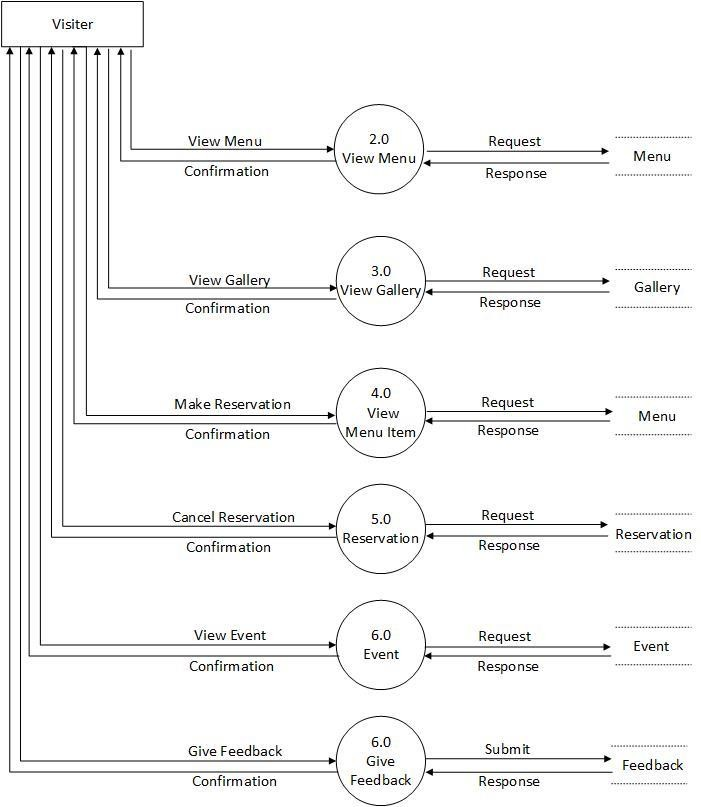 Visiter
2.0
View Menu
View Menu
Confirmation
Request
Response
Menu
3.0
View Gallery
View Gallery
Confirmation
Request
Response
Gallery
4.0
View
Menu Item
Make Reservation
Confirmation
Request
Response
Menu
5.0
Reservation
Cancel Reservation
Confirmation
Request
Response
Reservation
6.0
Event
View Event
Confirmation
Request
Response
Event
6.0
Give
Feedback
Give Feedback
Confirmation
Submit
Response
Feedback